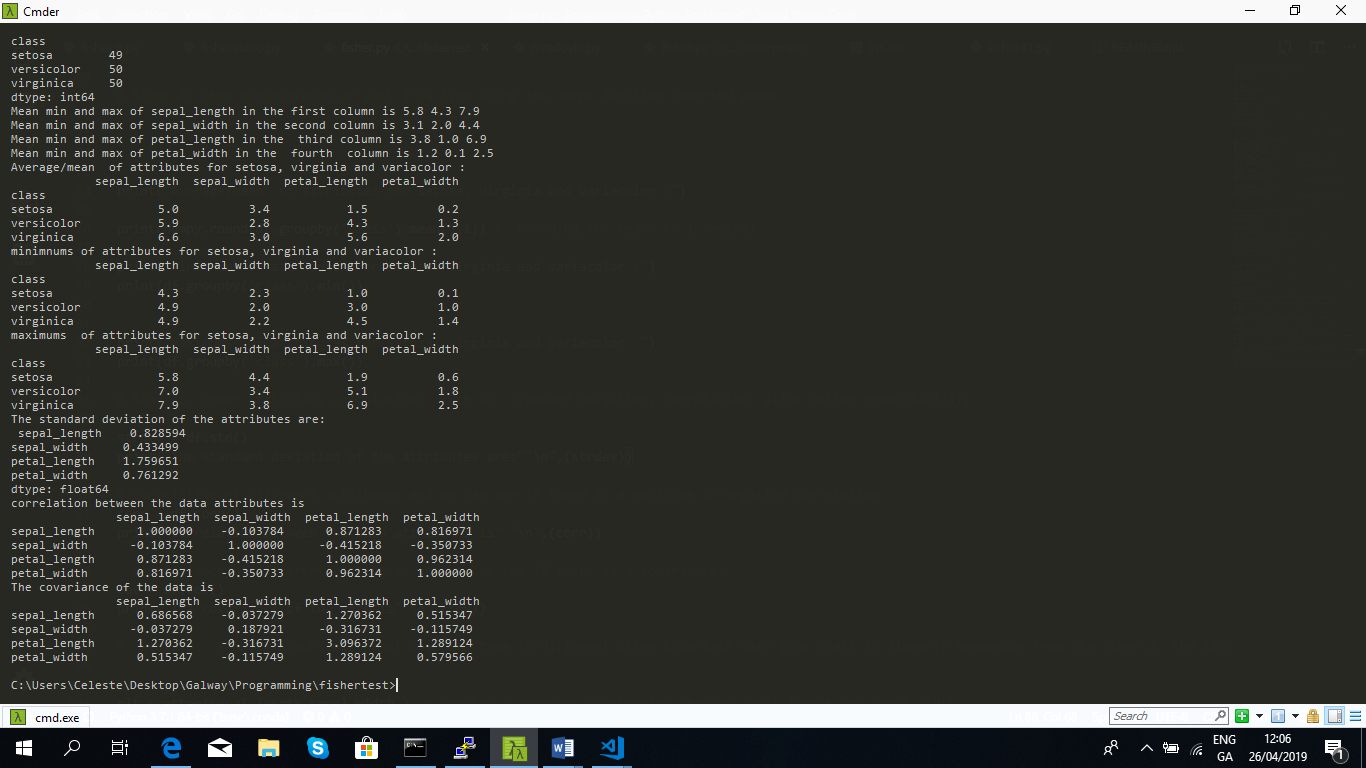 Cmder
class
setosa 49
versicolor 50
virginica 50
dtype: int64
Mean min and max of sepal_length in the first column is 5.8 4.3 7.9
Mean min and max of sepal_width in the second column is 3.1 2.0 4.4
Mean min and max of petal_length in the  third column is 3.8 1.0 6.9
Mean min and max of petal_width in the  fourth  column is 1.2 0.1 2.5
Average/mean  of attributes for setosa, virginia and variacolor :
sepal_length sepal_width petal_length petal_width
class
setosa 5.0 3.4 1.5 0.2
versicolor 5.9 2.8 4.3 1.3
virginica 6.6 3.0 5.6 2.0
minimnums of attributes for setosa, virginia and variacolor :
sepal_length sepal_width petal_length petal_width
class
setosa 4.3 2.3 1.0 0.1
versicolor 4.9 2.0 3.0 1.0
virginica 4.9 2.2 4.5 1.4
maximums  of attributes for setosa, virginia and variacolor :
sepal_length sepal_width petal_length petal_width
class
setosa 5.8 4.4 1.9 0.6
versicolor 7.0 3.4 5.1 1.8
virginica 7.9 3.8 6.9 2.5
The standard deviation of the attributes are:
sepal_length 0.828594
sepal_width 0.433499
petal_length 1.759651
petal_width 0.761292
dtype: float64
correlation between the data attributes is
sepal_length sepal_width petal_length petal_width
sepal_length 1.000000 -0.103784 0.871283 0.816971
sepal_width -0.103784 1.000000 -0.415218 -0.350733
petal_length 0.871283 -0.415218 1.000000 0.962314
petal_width 0.816971 -0.350733 0.962314 1.000000
The covariance of the data is
sepal_length sepal_width petal_length petal_width
sepal_length 0.686568 -0.037279 1.270362 0.515347
sepal_width -0.037279 0.187921 -0.316731 -0.115749
petal_length 1.270362 -0.316731 3.096372 1.289124
petal_width 0.515347 -0.115749 1.289124 0.579566
C:\Users\Celeste\Desktop\Galway\Programming\fishertest>
cmd.exe
Search
ENG
GA
12:06
26/04/2019
1